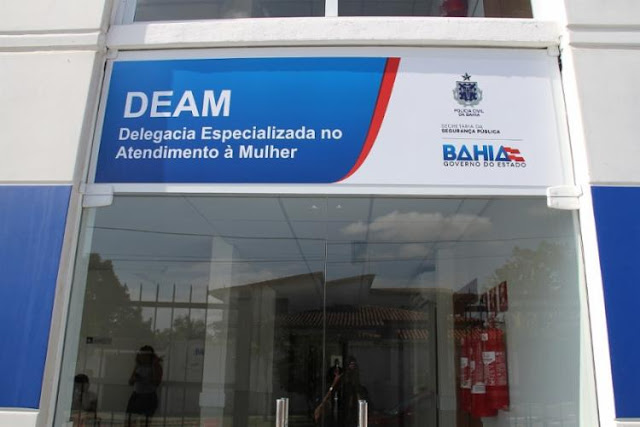 DEAM
Delegacia Especializada no
Atendimento à Mulher
POLÍCIA CIVIL
DA BAHIA
SECRETARIA DA
SEGURANÇA PÚBLICA
BAHIA
GOVERNO DO ESTADO